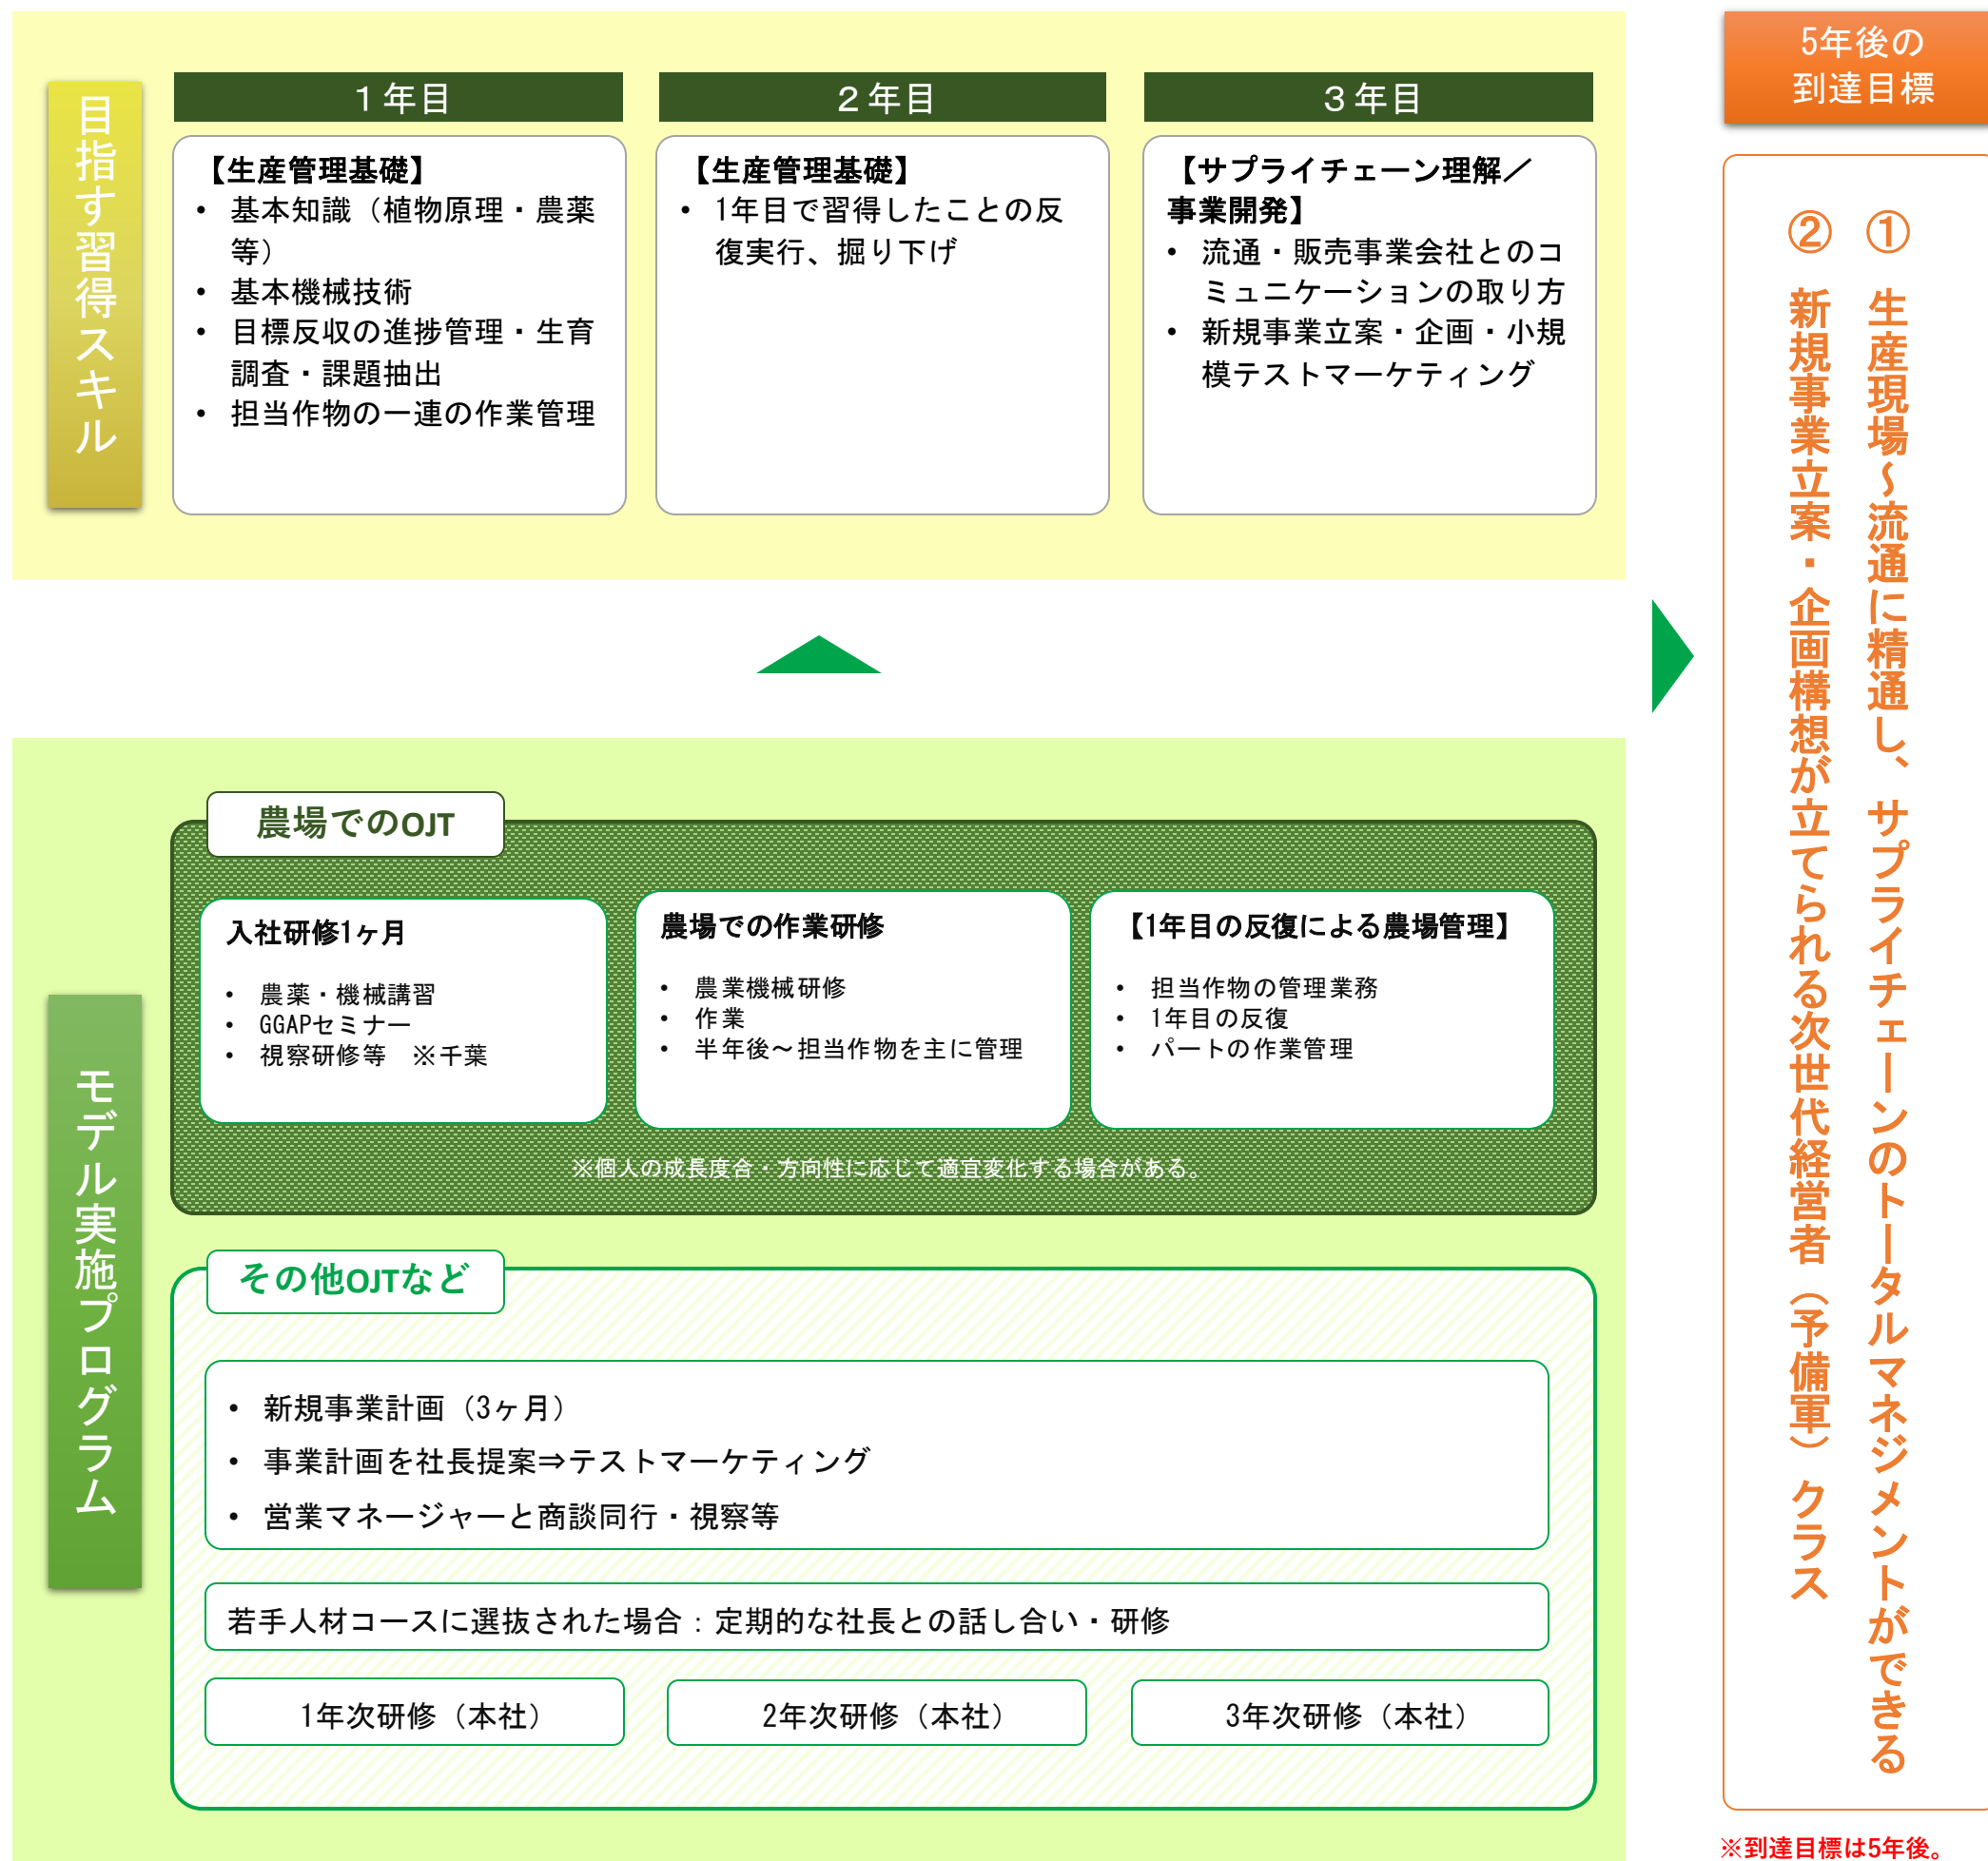 目指す習得スキル
１年目
【生産管理基礎】
• 基本知識（植物原理・農薬
等）
• 基本機械技術
• 目標反収の進捗管理・生育
調査・課題抽出
• 担当作物の一連の作業管理
２年目
【生産管理基礎】
• 1年目で習得したことの反
復実行、掘り下げ
３年目
【サプライチェーン理解／
事業開発】
• 流通・販売事業会社とのコ
ミュニケーションの取り方
• 新規事業立案・企画・小規
模テストマーケティング
モデル実施プログラム
農場でのOJT
入社研修1ヶ月
• 農薬・機械講習
• GGAPセミナー
• 視察研修等　※千葉
農場での作業研修
• 農業機械研修
• 作業
• 半年後～担当作物を主に管理
【1年目の反復による農場管理】
• 担当作物の管理業務
• 1年目の反復
• パートの作業管理
※個人の成長度合・方向性に応じて適宜変化する場合がある。
その他OJTなど
• 新規事業計画（3ヶ月）
• 事業計画を社長提案⇒テストマーケティング
• 営業マネージャーと商談同行・視察等
若手人材コースに選抜された場合：定期的な社長との話し合い・研修
1年次研修（本社）
2年次研修（本社）
3年次研修（本社）
5年後の
到達目標
① 生産現場～流通に精通し、サプライチェーンのトータルマネジメントができる
② 新規事業立案・企画構想が立てられる次世代経営者（予備軍）クラス
※到達目標は5年後。